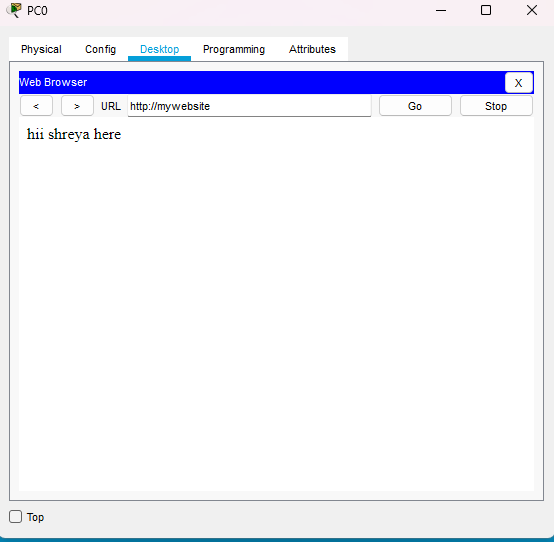 PC0
Physical Config Desktop Programming Attributes
Web Browser X
< > URL http://mywebsite Go Stop
hii shreya here
Top